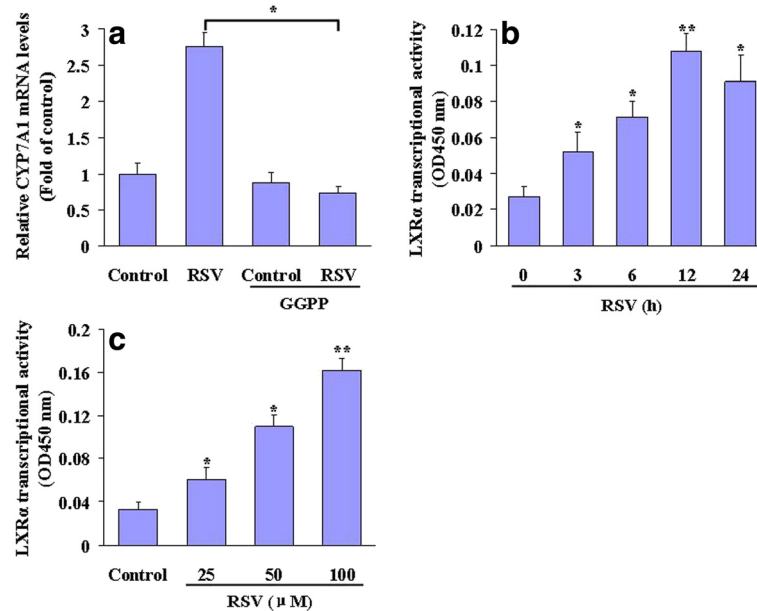 a
Relative CYP7A1 mRNA levels
(Fold of control)
3
2.5
2
1.5
1
0.5
0
*
Control RSV Control RSV
GGPP
b
LXRα transcriptional activity
(OD450 nm)
0.12
0.1
0.08
0.06
0.04
0.02
0
* * ** *
0 3 6 12 24
RSV (h)
c
LXRα transcriptional activity
(OD450 nm)
0.2
0.16
0.12
0.08
0.04
0
* * **
Control 25 50 100
RSV (μ M)